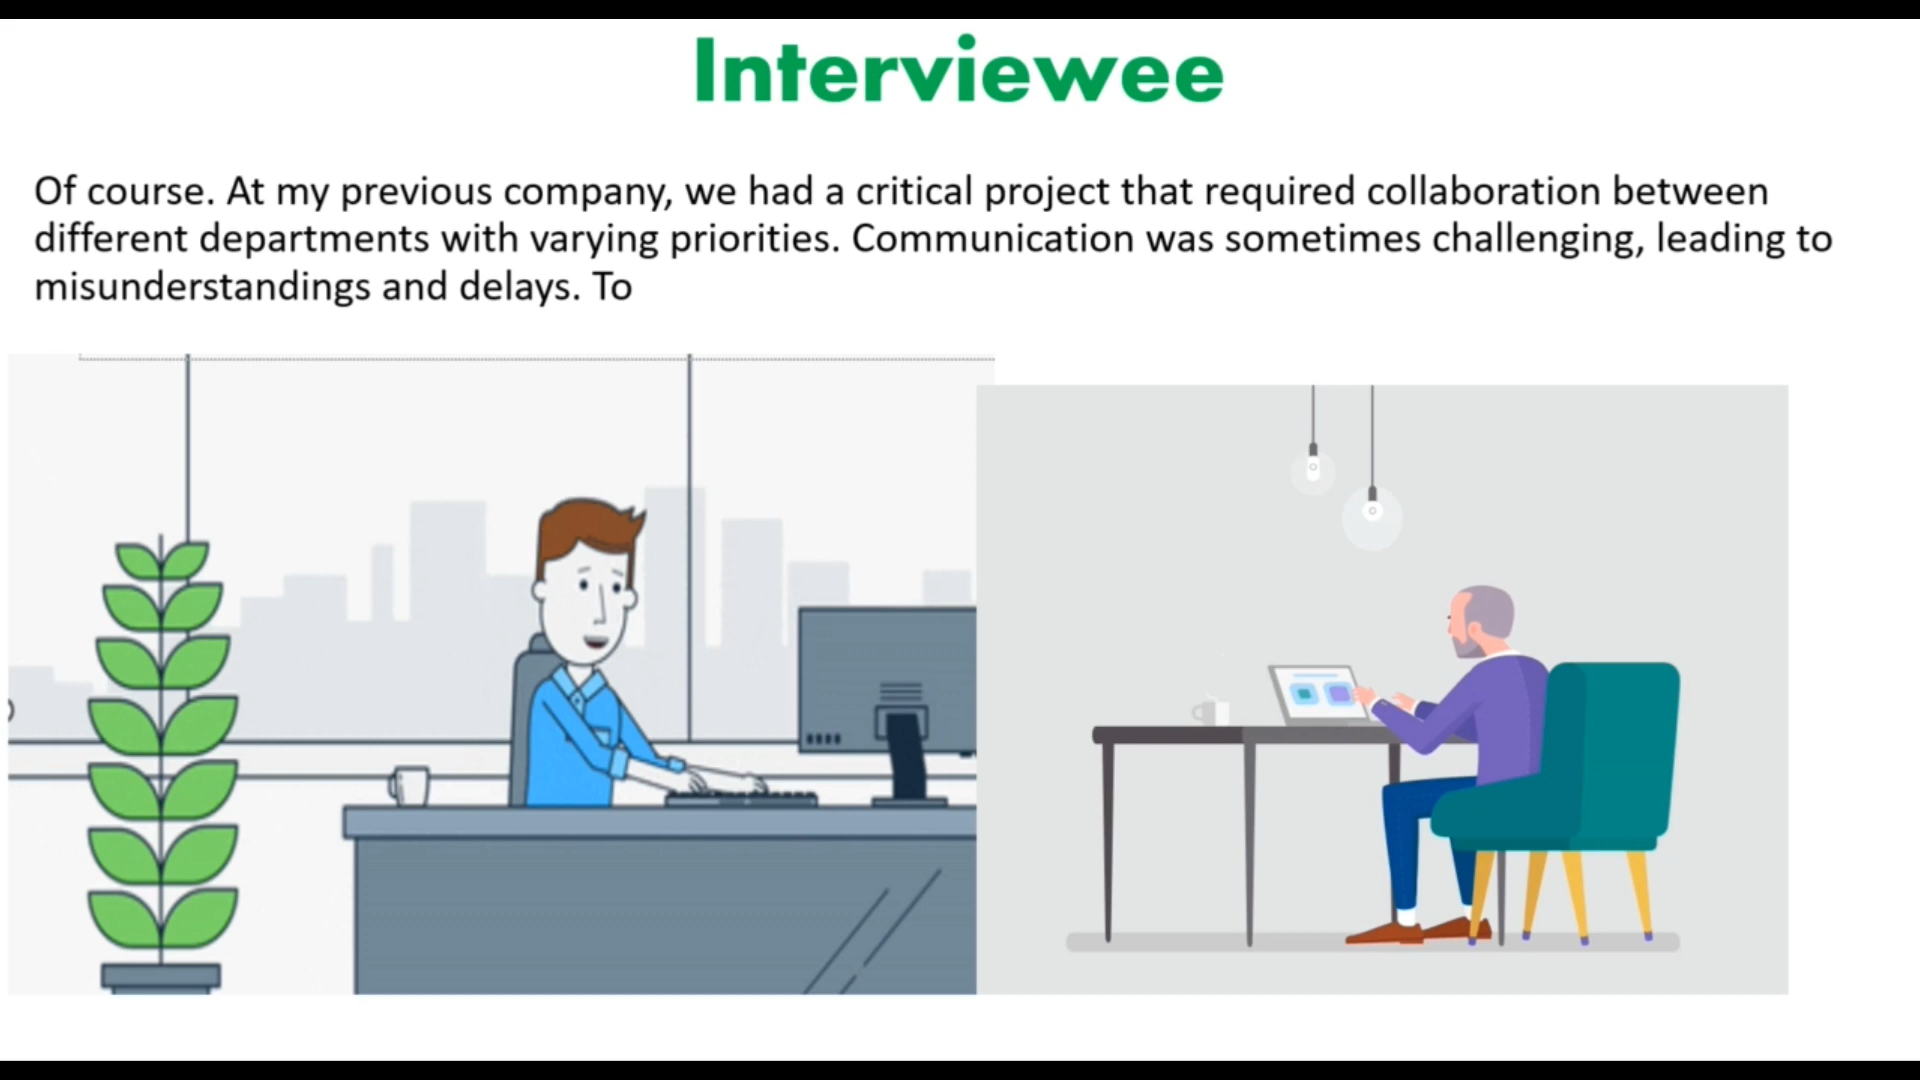 Interviewee
Of course. At my previous company, we had a critical project that required collaboration between
different departments with varying priorities. Communication was sometimes challenging, leading to
misunderstandings and delays. To